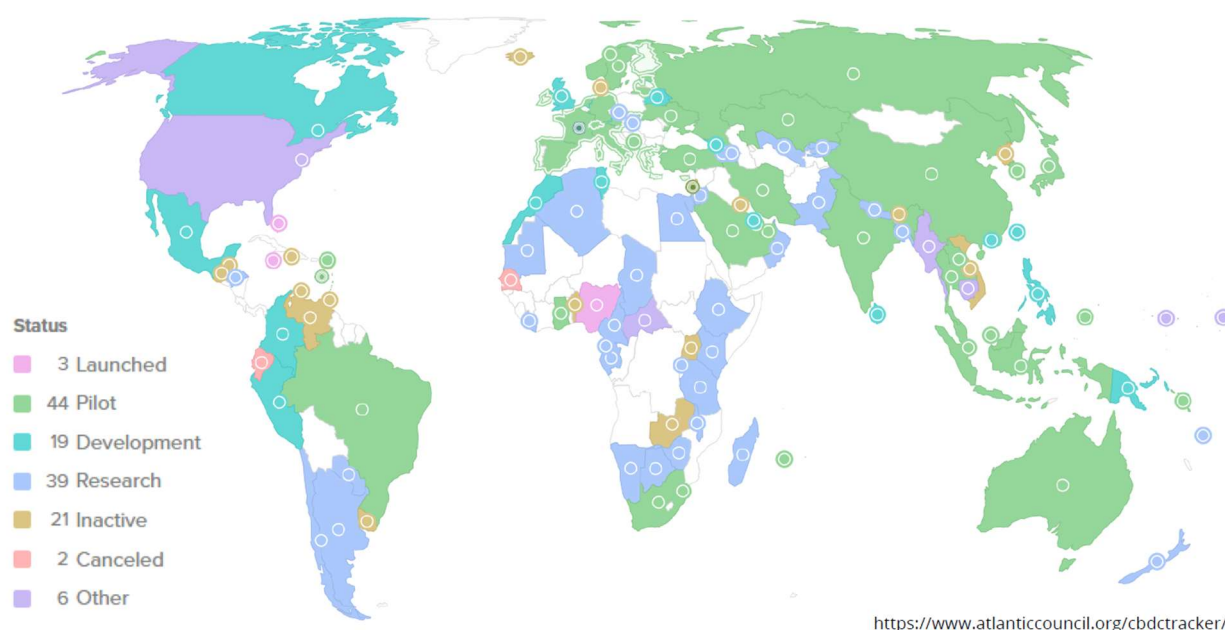 Status
3 Launched
44 Pilot
19 Development
39 Research
21 Inactive
2 Canceled
6 Other
https://www.atlanticcouncil.org/cbdctracker/